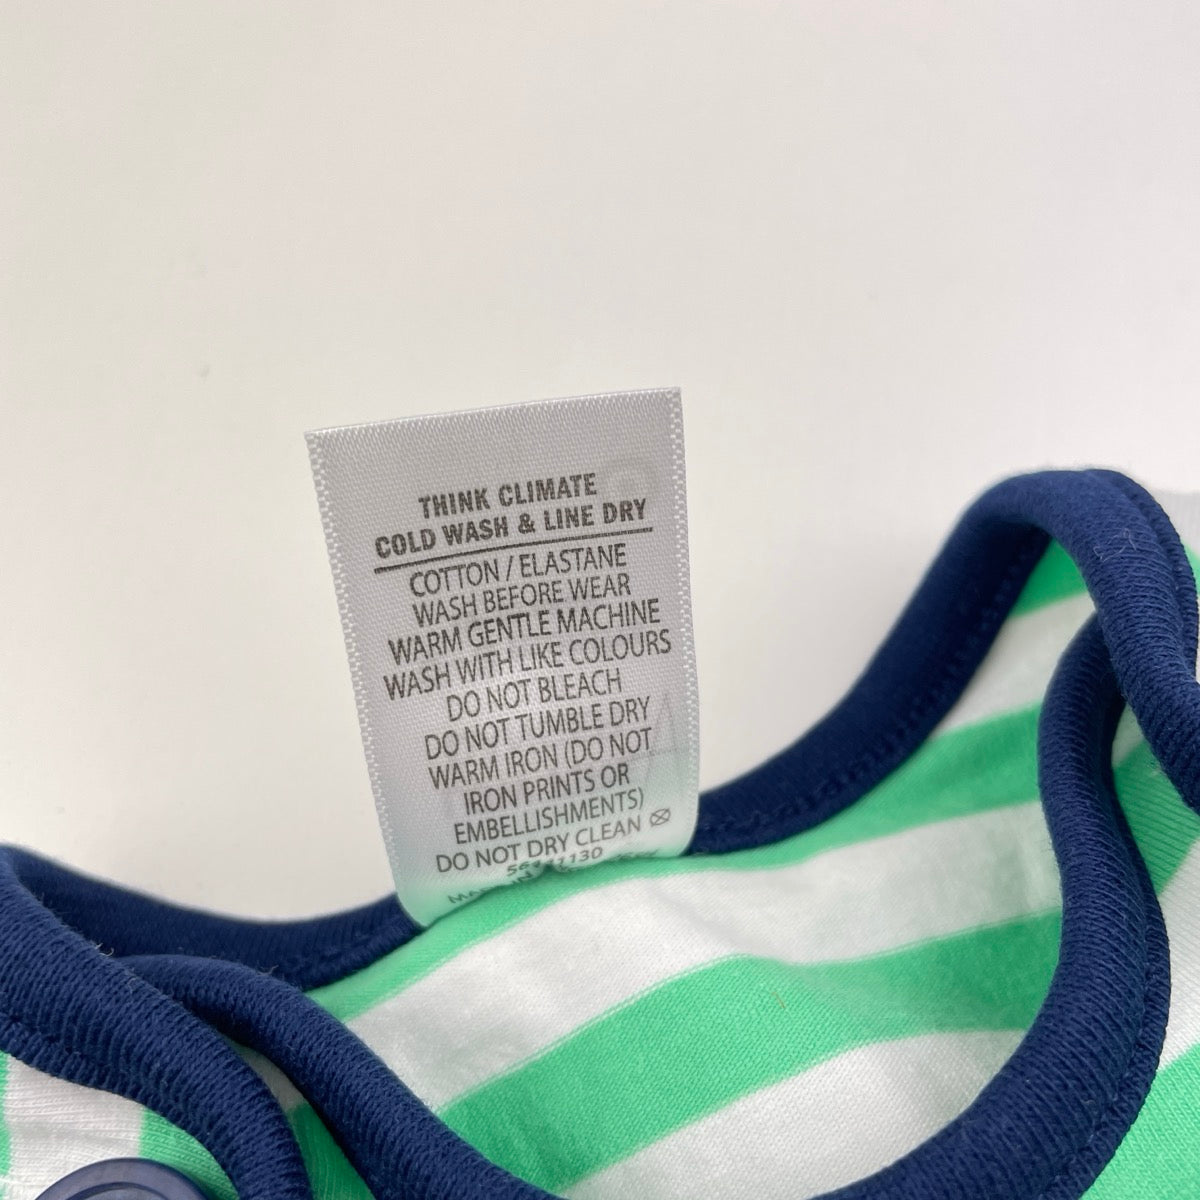 THINK CLIMATE
COLD WASH & LINE DRY
COTTON / ELASTANE
WASH BEFORE WEAR
WARM GENTLE MACHINE
WASH WITH LIKE COLOURS
DO NOT BLEACH
DO NOT TUMBLE DRY
WARM IRON (DO NOT
IRON PRINTS OR
EMBELLISHMENTS)
DO NOT DRY CLEAN